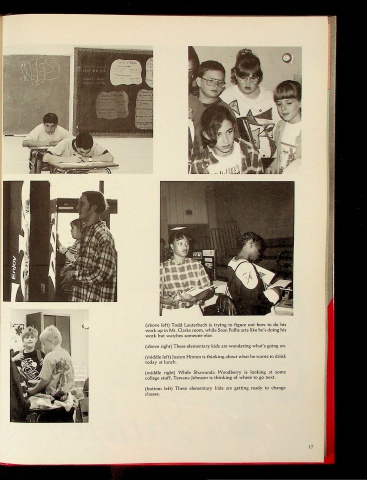 Enjoy
(above left) Todd Lauterbach is trying to figure out how to do his
work up in Mr. Clarks room, while Sean Pollis acts like he's doing his
work but watches someone else.
(above right) These elementary kids are wondering what's going on.
(middle left) Justen Hinton is thinking about what he wants to drink
today at lunch.
(middle right) While Shawanda Woodberry is looking at some
college stuff, Tawana Johnson is thinking of where to go next.
(bottom left) These elementary kids are getting ready to change
classes.
17